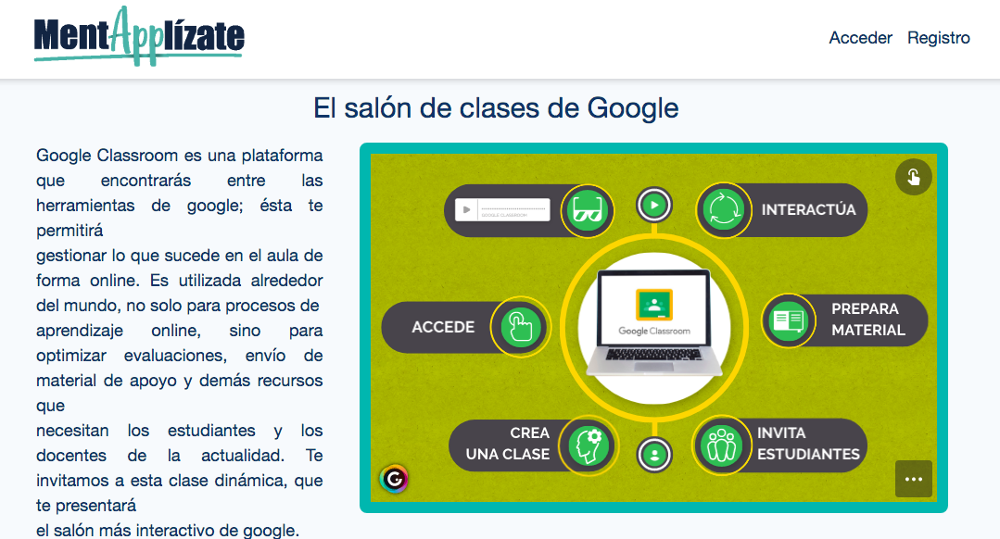 MentApplízate
Acceder Registro
El salón de clases de Google
Google Classroom es una plataforma
que encontrarás entre las
herramientas de google; ésta te
permitirá
gestionar lo que sucede en el aula de
forma online. Es utilizada alrededor
del mundo, no solo para procesos de
aprendizaje online, sino para
optimizar evaluaciones, envío de
material de apoyo y demás recursos
que
necesitan los estudiantes y los
docentes de la actualidad. Te
invitamos a esta clase dinámica, que
te presentará
el salón más interactivo de google.
GOOGLE CLASSROOM
INTERACTÚA
ACCEDE
Google Classroom
PREPARA
MATERIAL
CREA
UNA CLASE
INVITA
ESTUDIANTES
G